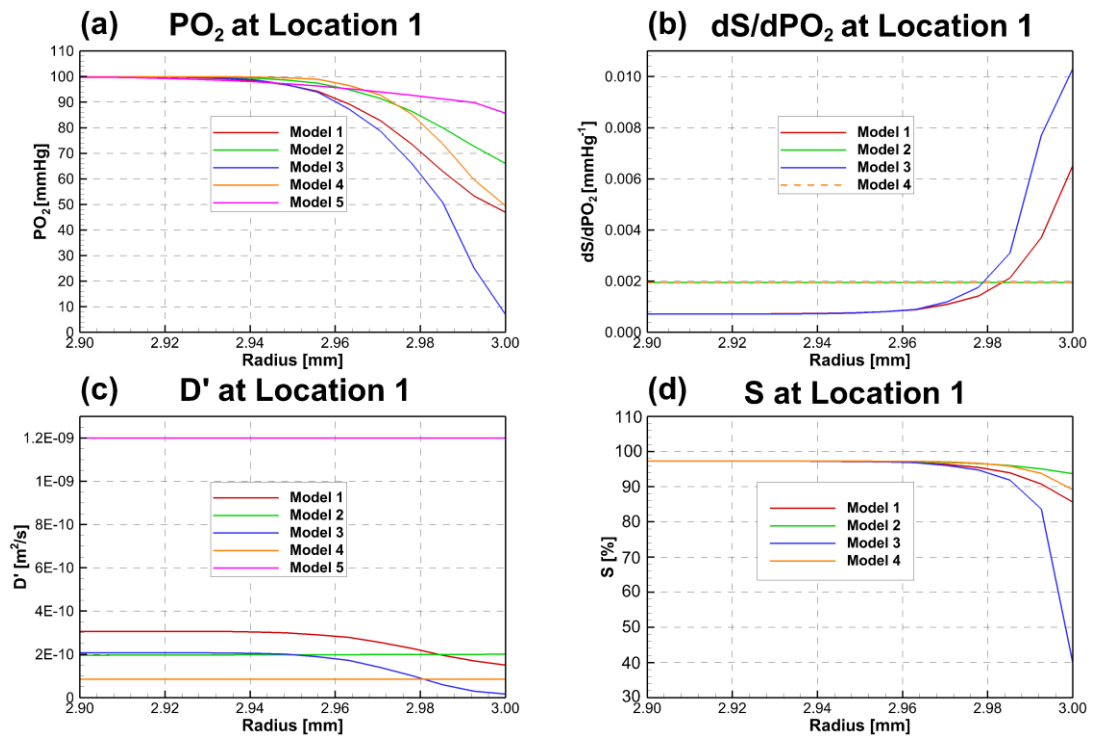 (a) PO₂ at Location 1
PO₂ [mmHg]
110
100
90
80
70
60
50
40
30
20
10
0
Model 1
Model 2
Model 3
Model 4
Model 5
2.90 2.92 2.94 2.96 2.98 3.00
Radius [mm]
(b) dS/dPO₂ at Location 1
dS/dPO₂ [mmHg⁻¹]
0.010
0.008
0.006
0.004
0.002
0.000
Model 1
Model 2
Model 3
Model 4
2.90 2.92 2.94 2.96 2.98 3.00
Radius [mm]
(c) D' at Location 1
D' [m²/s]
1.2E-09
1E-09
8E-10
6E-10
4E-10
2E-10
0
Model 1
Model 2
Model 3
Model 4
Model 5
2.90 2.92 2.94 2.96 2.98 3.00
Radius [mm]
(d) S at Location 1
S [%]
110
100
90
80
70
60
50
40
30
Model 1
Model 2
Model 3
Model 4
2.90 2.92 2.94 2.96 2.98 3.00
Radius [mm]